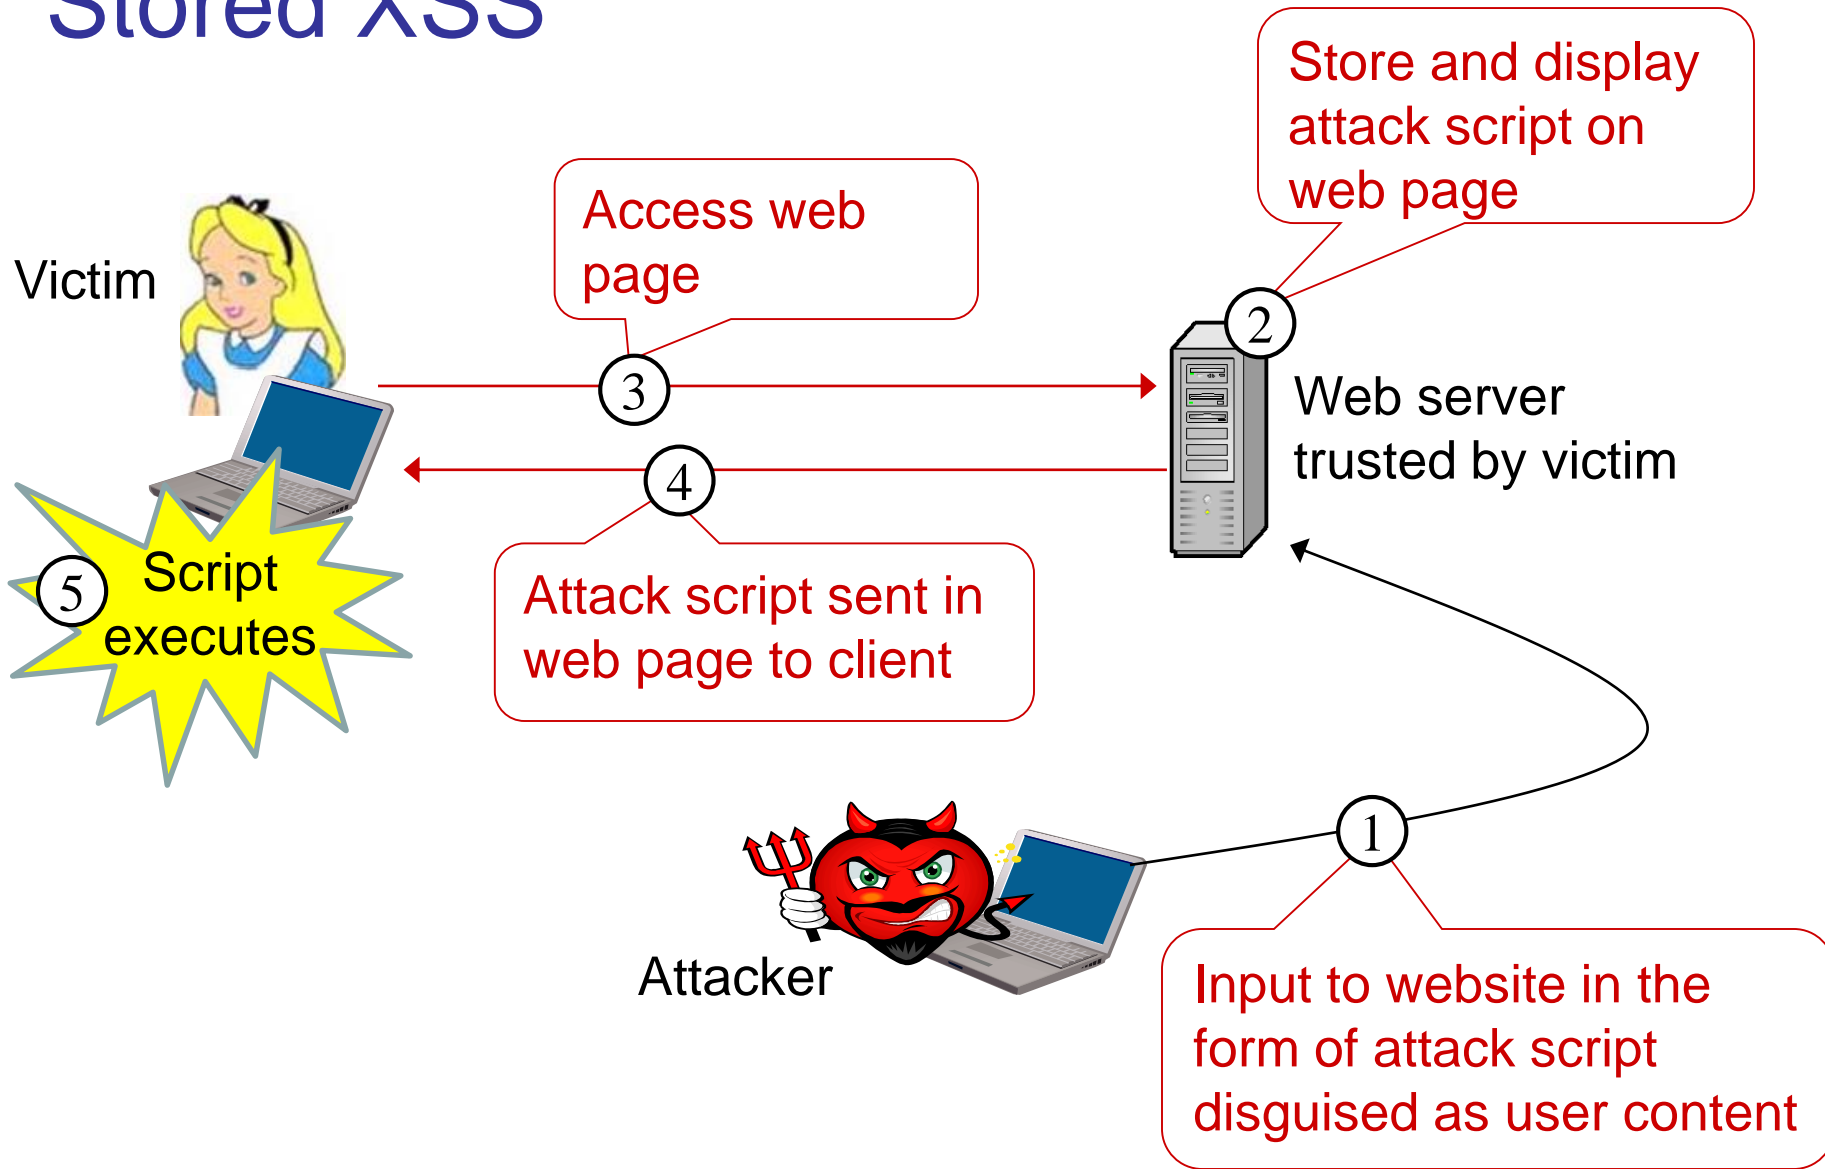 Stored XSS
Store and display
attack script on
web page
Access web
page
Victim
2
3
Web server
trusted by victim
4
Script
executes
5
Attack script sent in
web page to client
1
Attacker
Input to website in the
form of attack script
disguised as user content